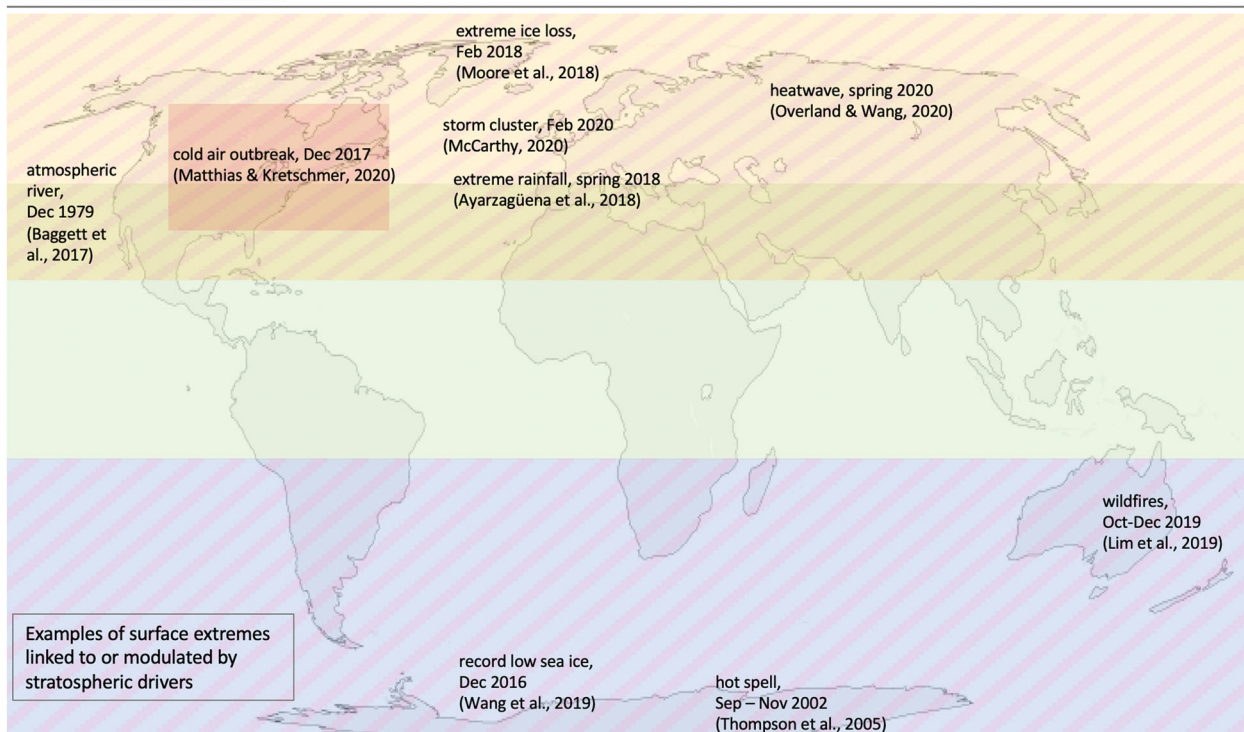 extreme ice loss,
Feb 2018
(Moore et al., 2018)
heatwave, spring 2020
(Overland & Wang, 2020)
storm cluster, Feb 2020
(McCarthy, 2020)
cold air outbreak, Dec 2017
(Matthias & Kretschmer, 2020)
atmospheric
river,
Dec 1979
(Baggett et
al., 2017)
extreme rainfall, spring 2018
(Ayarzagüena et al., 2018)
wildfires,
Oct-Dec 2019
(Lim et al., 2019)
Examples of surface extremes
linked to or modulated by
stratospheric drivers
record low sea ice,
Dec 2016
(Wang et al., 2019)
hot spell,
Sep – Nov 2002
(Thompson et al., 2005)